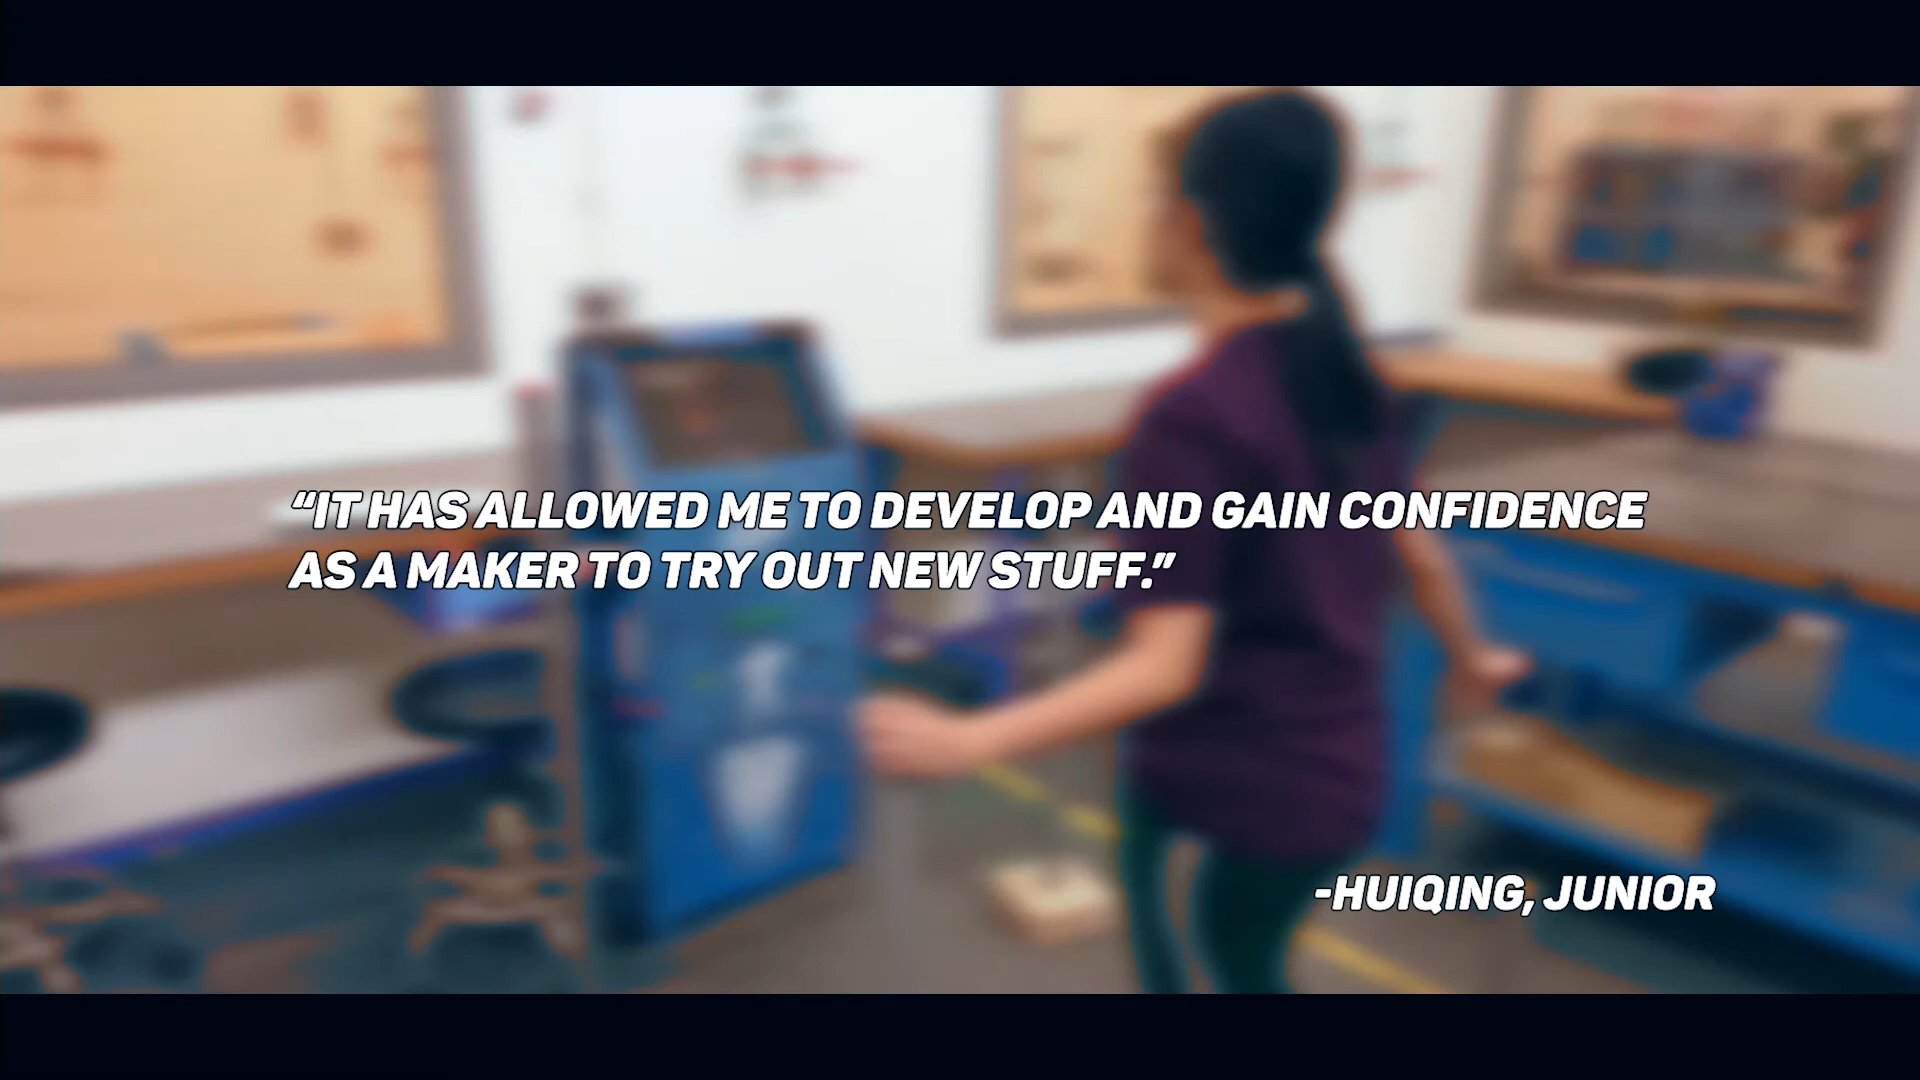 “IT HAS ALLOWED ME TO DEVELOP AND GAIN CONFIDENCE
AS A MAKER TO TRY OUT NEW STUFF.”
-HUIQING, JUNIOR